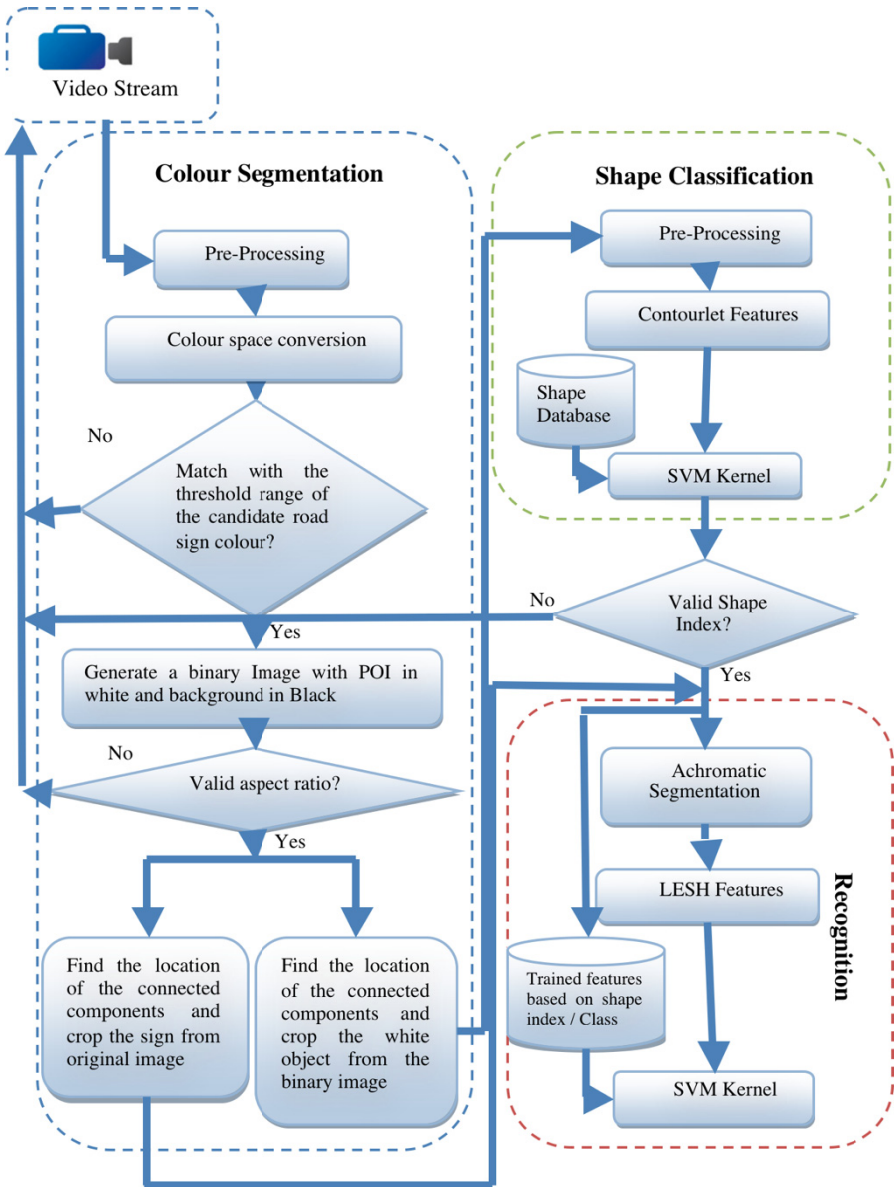 Video Stream
Colour Segmentation
Pre-Processing
Colour space conversion
No
Match with the
threshold range of
the candidate road
sign colour?
Yes
Generate a binary Image with POI in
white and background in Black
No
Valid aspect ratio?
Yes
Find the location
of the connected
components and
crop the sign from
original image
Find the location
of the connected
components and
crop the white
object from the
binary image
Shape Classification
Pre-Processing
Contourlet Features
Shape
Database
SVM Kernel
No
Valid Shape
Index?
Yes
Achromatic
Segmentation
LESH Features
Recognition
Trained features
based on shape
index / Class
SVM Kernel